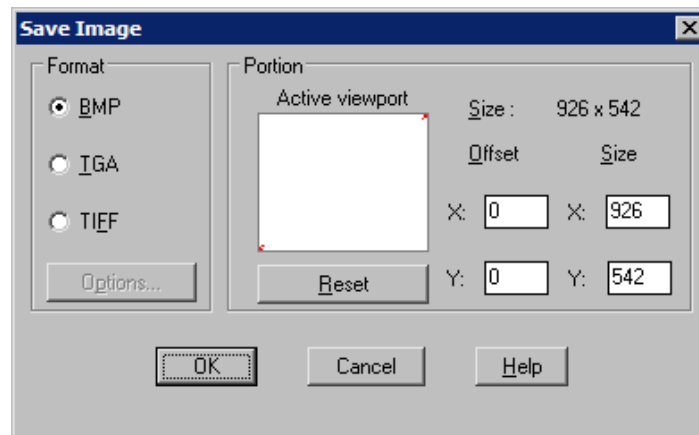 Save Image
Format
BMP
TGA
TIFF
Options...
Portion
Active viewport
Reset
Size : 926 x 542
Offset Size
X: 0 X: 926
Y: 0 Y: 542
OK Cancel Help